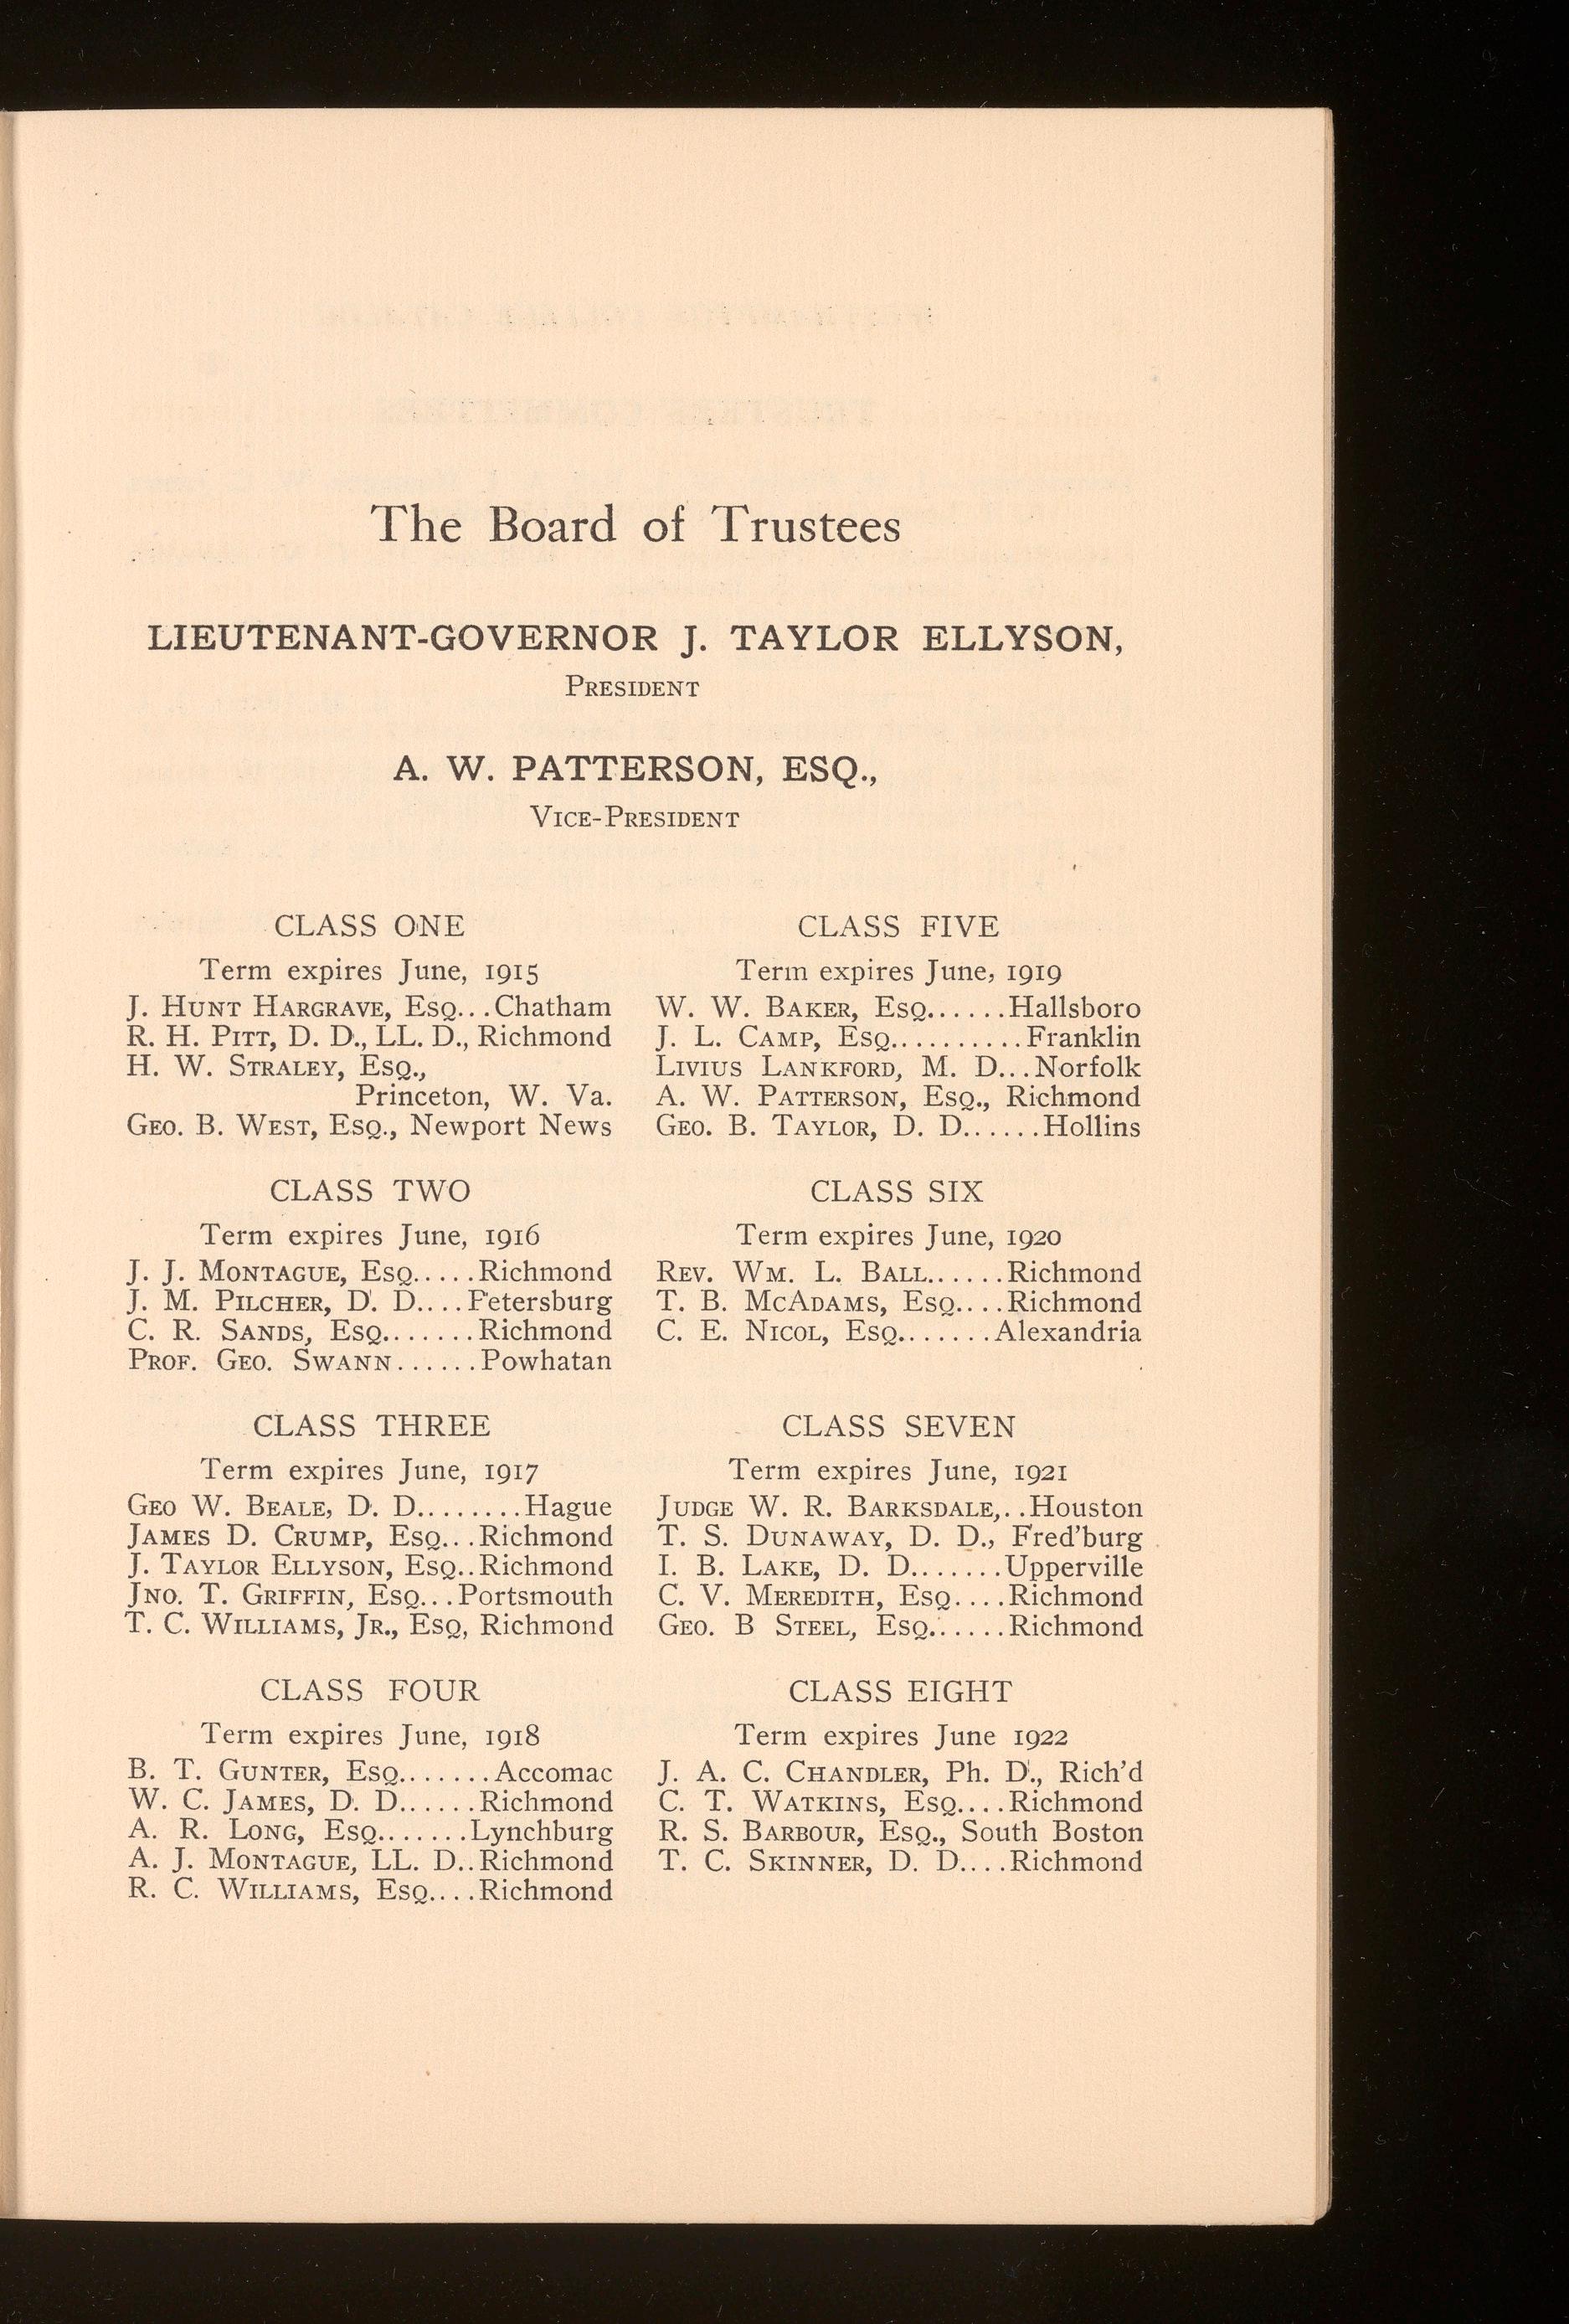 The Board of Trustees
LIEUTENANT-GOVERNOR J. TAYLOR ELLYSON,
PRESIDENT
A. W. PATTERSON, ESQ.,
VICE-PRESIDENT
CLASS ONE
Term expires June, 1915
J. HUNT HARGRAVE, ESQ...Chatham
R. H. PITT, D. D., LL. D., Richmond
H. W. STRALEY, ESQ.,
Princeton, W. Va.
GEO. B. WEST, ESQ., Newport News
CLASS TWO
Term expires June, 1916
J. J. MONTAGUE, ESQ.....Richmond
J. M. PILCHER, D. D....Petersburg
C. R. SANDS, ESQ.......Richmond
PROF. GEO. SWANN......Powhatan
CLASS THREE
Term expires June, 1917
GEO W. BEALE, D. D........Hague
JAMES D. CRUMP, ESQ...Richmond
J. TAYLOR ELLYSON, ESQ..Richmond
JNO. T. GRIFFIN, ESQ...Portsmouth
T. C. WILLIAMS, JR., ESQ, Richmond
CLASS FOUR
Term expires June, 1918
B. T. GUNTER, ESQ.......Accomac
W. C. JAMES, D. D......Richmond
A. R. LONG, ESQ.......Lynchburg
A. J. MONTAGUE, LL. D..Richmond
R. C. WILLIAMS, ESQ....Richmond
CLASS FIVE
Term expires June, 1919
W. W. BAKER, ESQ......Hallsboro
J. L. CAMP, ESQ..........Franklin
LIVIUS LANKFORD, M. D...Norfolk
A. W. PATTERSON, ESQ., Richmond
GEO. B. TAYLOR, D. D......Hollins
CLASS SIX
Term expires June, 1920
REV. WM. L. BALL......Richmond
T. B. MCADAMS, ESQ....Richmond
C. E. NICOL, ESQ.......Alexandria
CLASS SEVEN
Term expires June, 1921
JUDGE W. R. BARKSDALE,..Houston
T. S. DUNAWAY, D. D., Fred'burg
I. B. LAKE, D. D.......Upperville
C. V. MEREDITH, ESQ....Richmond
GEO. B STEEL, ESQ......Richmond
CLASS EIGHT
Term expires June 1922
J. A. C. CHANDLER, Ph. D., Rich'd
C. T. WATKINS, ESQ....Richmond
R. S. BARBOUR, ESQ., South Boston
T. C. SKINNER, D. D....Richmond